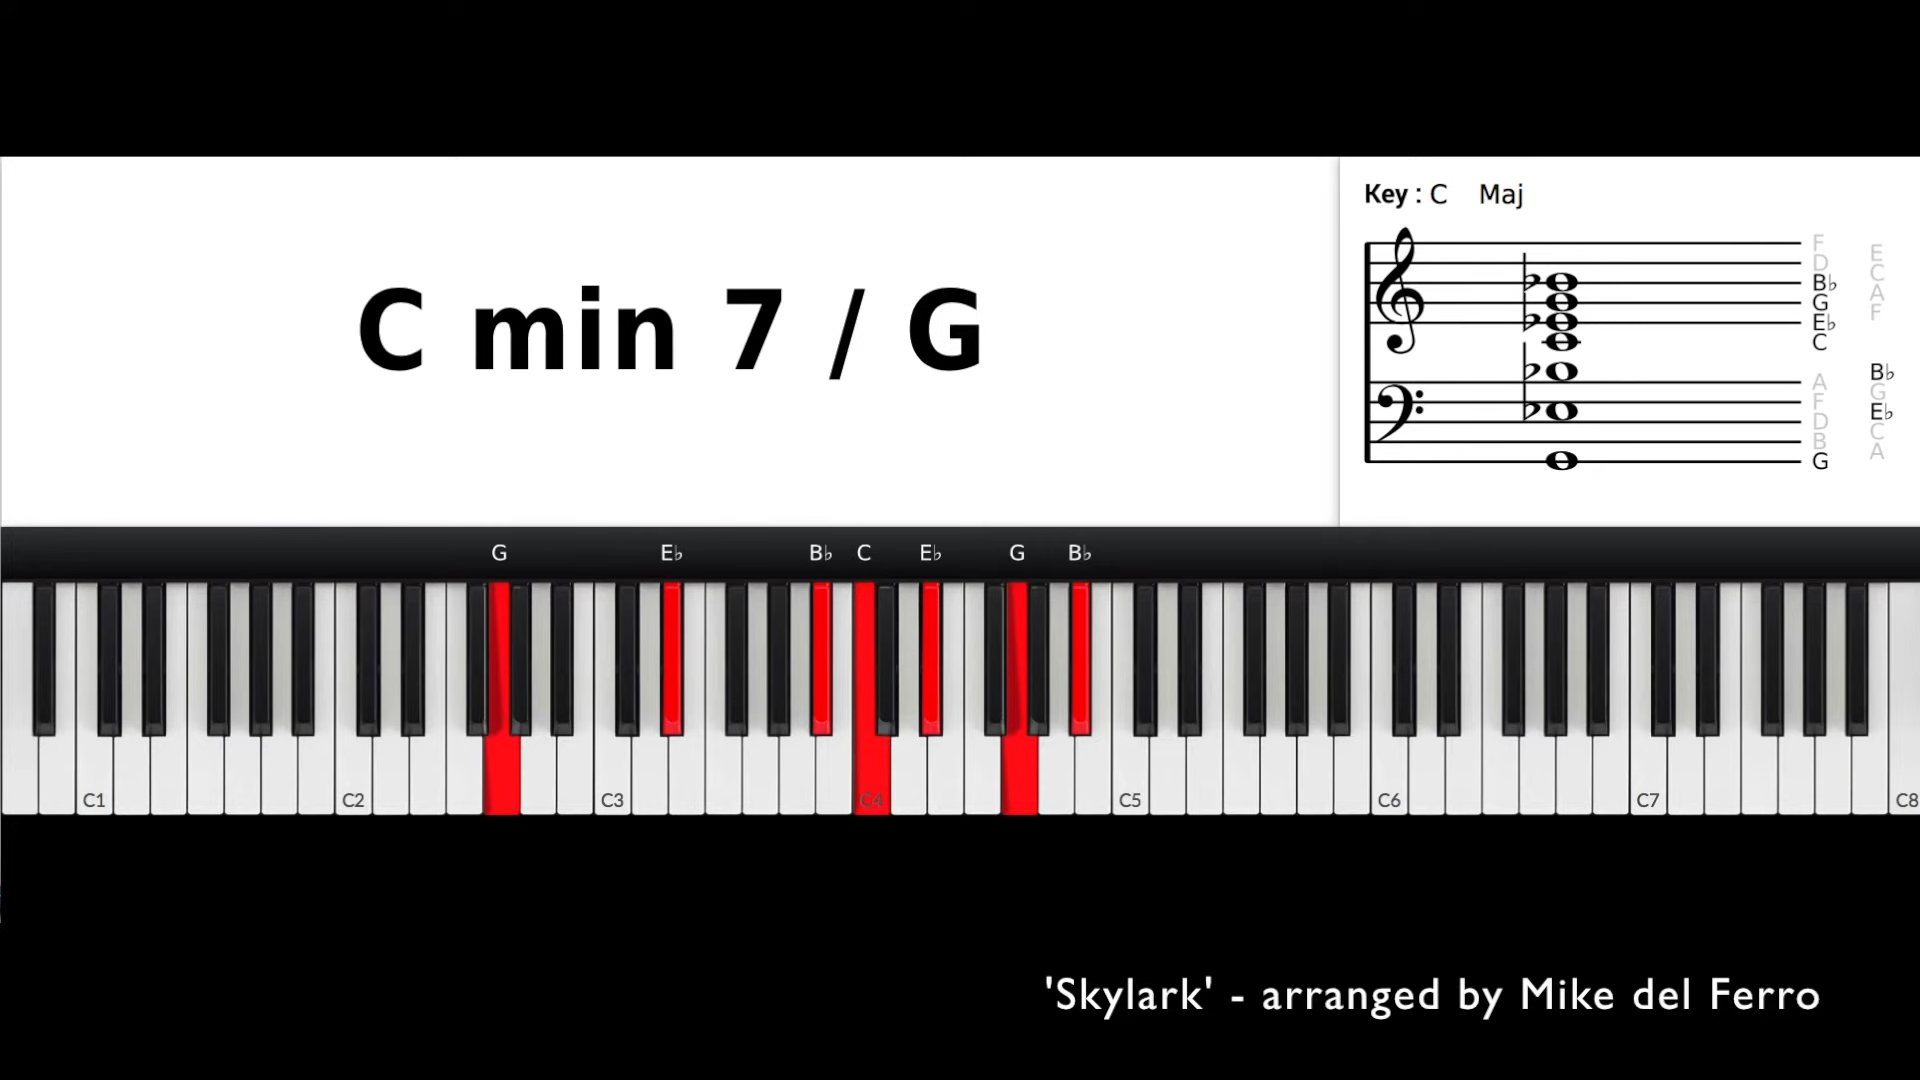 Key : C Maj
C min 7 / G
F
E
D
C
B♭
A
G
F
E♭
C
B♭
A
G
F
E♭
D
C
B
A
G
G E♭ B♭ C E♭ G B♭
C1 C2 C3 C4 C5 C6 C7 C8
'Skylark' - arranged by Mike del Ferro